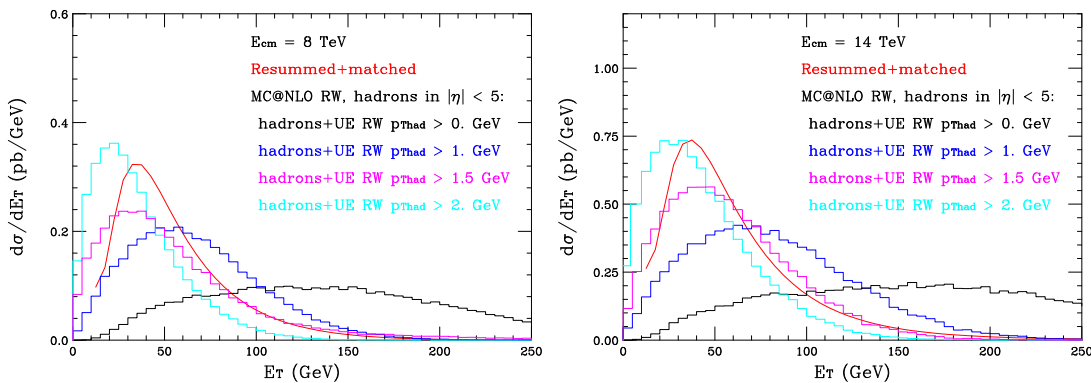 0.6
0.4
0.2
0.0
dσ/dET (pb/GeV)
Ecm = 8 TeV
Resummed+matched
MC@NLO RW, hadrons in |η| < 5:
hadrons+UE RW pThad > 0. GeV
hadrons+UE RW pThad > 1. GeV
hadrons+UE RW pThad > 1.5 GeV
hadrons+UE RW pThad > 2. GeV
0 50 100 150 200 250
ET (GeV)
1.00
0.75
0.50
0.25
0.00
dσ/dET (pb/GeV)
Ecm = 14 TeV
Resummed+matched
MC@NLO RW, hadrons in |η| < 5:
hadrons+UE RW pThad > 0. GeV
hadrons+UE RW pThad > 1. GeV
hadrons+UE RW pThad > 1.5 GeV
hadrons+UE RW pThad > 2. GeV
0 50 100 150 200 250
ET (GeV)